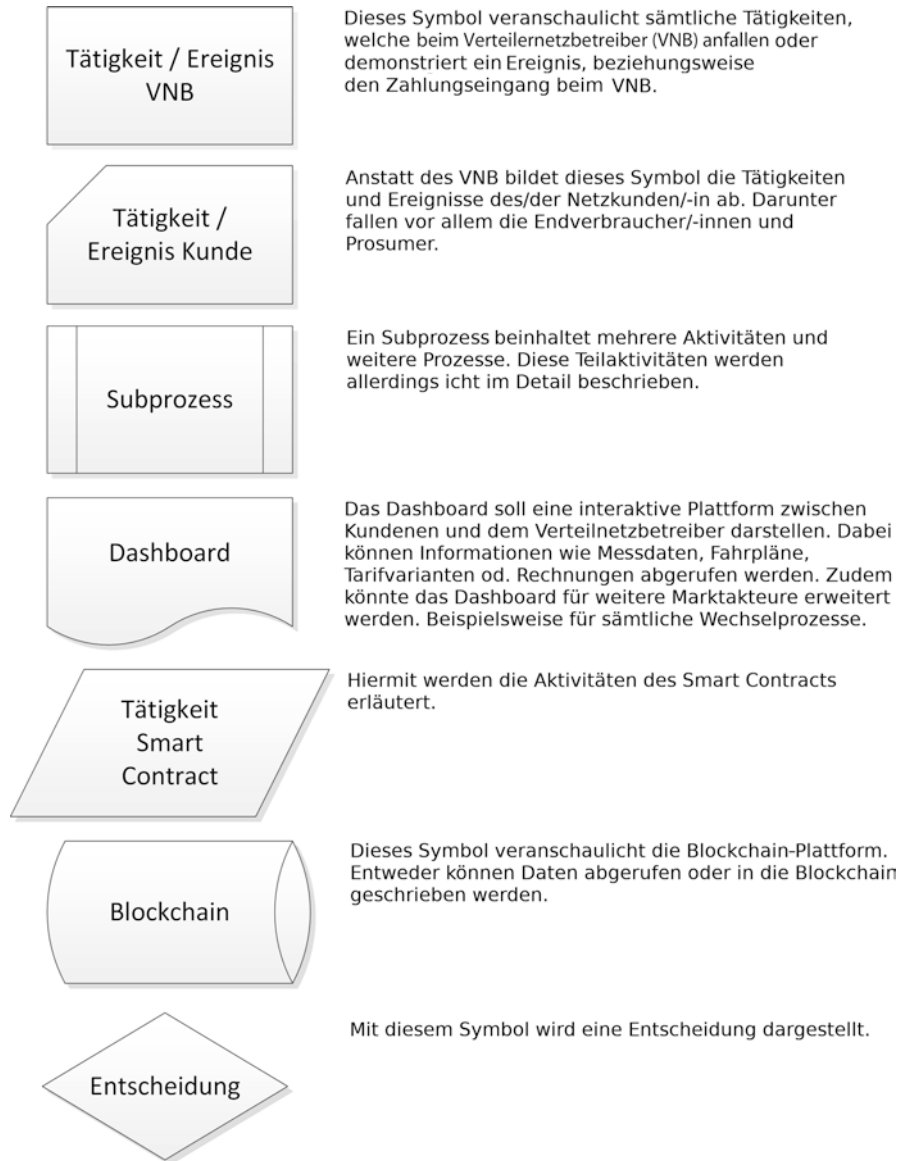 Tätigkeit / Ereignis
VNB
Dieses Symbol veranschaulicht sämtliche Tätigkeiten,
welche beim Verteilernetzbetreiber (VNB) anfallen oder
demonstriert ein Ereignis, beziehungsweise
den Zahlungseingang beim VNB.
Tätigkeit /
Ereignis Kunde
Anstatt des VNB bildet dieses Symbol die Tätigkeiten
und Ereignisse des/der Netzkunden/-in ab. Darunter
fallen vor allem die Endverbraucher/-innen und
Prosumer.
Subprozess
Ein Subprozess beinhaltet mehrere Aktivitäten und
weitere Prozesse. Diese Teilaktivitäten werden
allerdings icht im Detail beschrieben.
Dashboard
Das Dashboard soll eine interaktive Plattform zwischen
Kundenen und dem Verteilnetzbetreiber darstellen. Dabei
können Informationen wie Messdaten, Fahrpläne,
Tarifvarianten od. Rechnungen abgerufen werden. Zudem
könnte das Dashboard für weitere Marktakteure erweitert
werden. Beispielsweise für sämtliche Wechselprozesse.
Tätigkeit
Smart
Contract
Hiermit werden die Aktivitäten des Smart Contracts
erläutert.
Blockchain
Dieses Symbol veranschaulicht die Blockchain-Plattform.
Entweder können Daten abgerufen oder in die Blockchain
geschrieben werden.
Entscheidung
Mit diesem Symbol wird eine Entscheidung dargestellt.